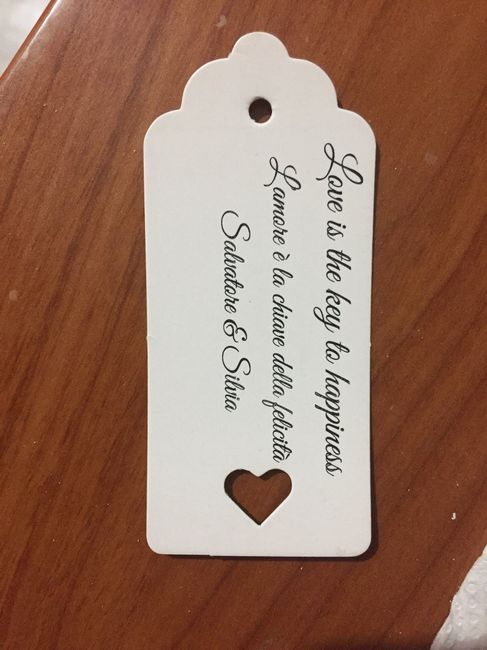 Love is the key to happiness
L'amore è la chiave della felicità
Salvatore & Silvia